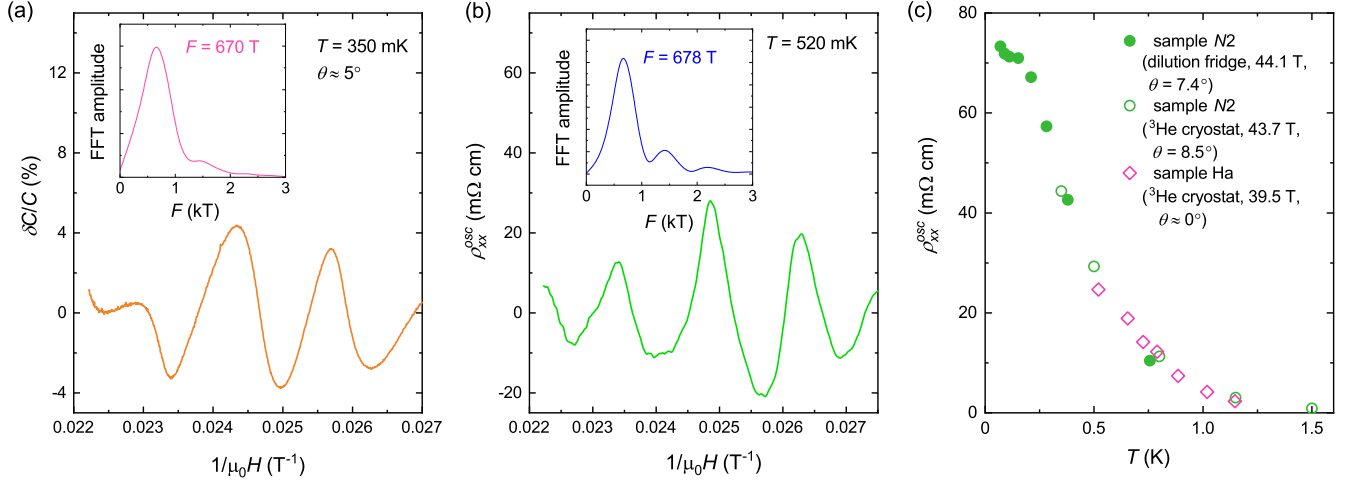 (a)
δC/C (%)
12
8
4
0
-4
0.022 0.023 0.024 0.025 0.026 0.027
1/μ₀H (T⁻¹)
T = 350 mK
θ ≈ 5°
FFT amplitude
F = 670 T
0 1 2 3
F (kT)
(b)
ρₓₓᵒˢᶜ (mΩ cm)
60
40
20
0
-20
0.022 0.023 0.024 0.025 0.026 0.027
1/μ₀H (T⁻¹)
T = 520 mK
FFT amplitude
F = 678 T
0 1 2 3
F (kT)
(c)
ρₓₓᵒˢᶜ (mΩ cm)
80
60
40
20
0
0 0.5 1.0 1.5
T (K)
sample N2
(dilution fridge, 44.1 T,
θ = 7.4°)
sample N2
(³He cryostat, 43.7 T,
θ = 8.5°)
sample Ha
(³He cryostat, 39.5 T,
θ ≈ 0°)